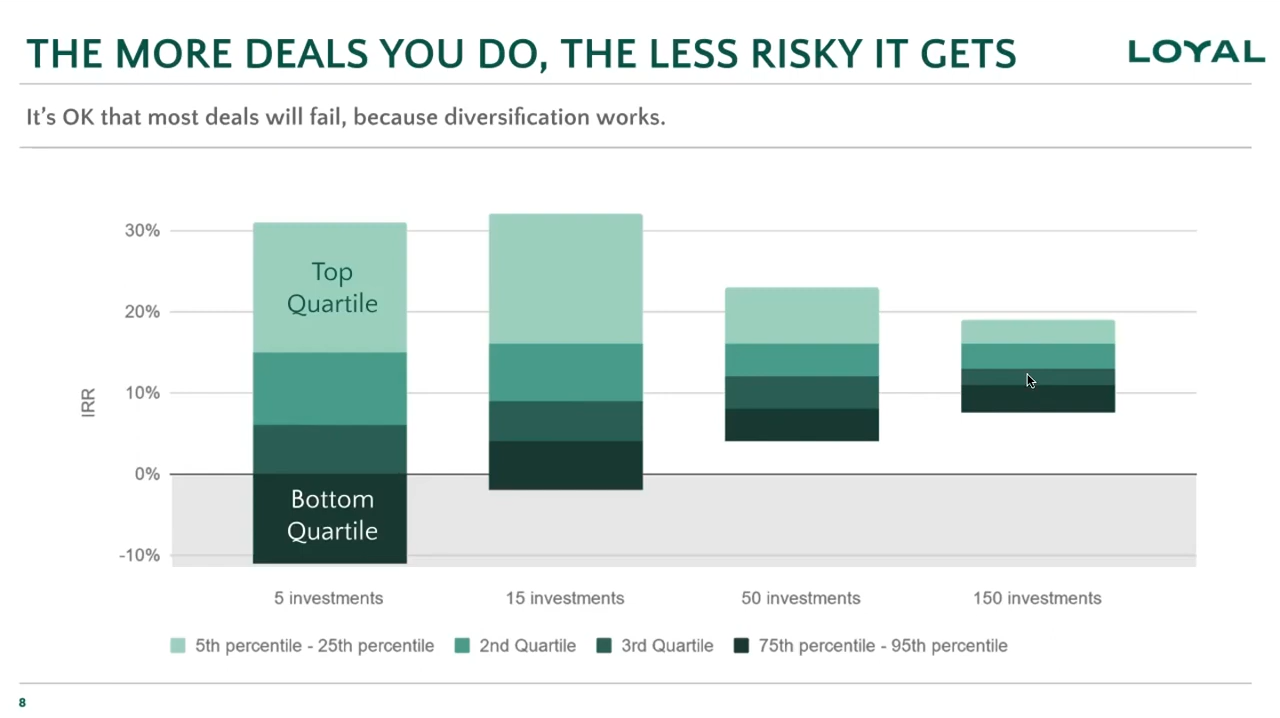 THE MORE DEALS YOU DO, THE LESS RISKY IT GETS
LOYAL
It's OK that most deals will fail, because diversification works.
30%
20%
10%
0%
-10%
IRR
Top
Quartile
Bottom
Quartile
5 investments
15 investments
50 investments
150 investments
5th percentile - 25th percentile
2nd Quartile
3rd Quartile
75th percentile - 95th percentile
8